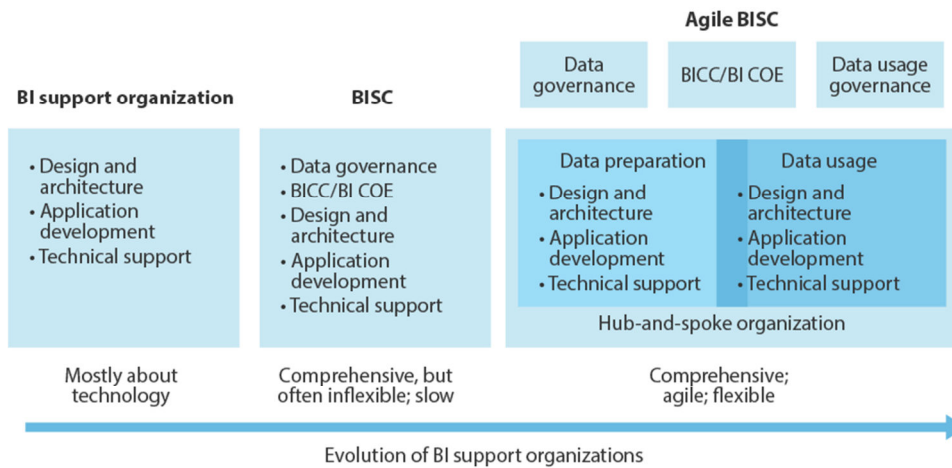 BI support organization
• Design and
architecture
• Application
development
• Technical support
Mostly about
technology
BISC
• Data governance
• BICC/BI COE
• Design and
architecture
• Application
development
• Technical support
Comprehensive, but
often inflexible; slow
Agile BISC
Data
governance
BICC/BI COE
Data usage
governance
Data preparation
• Design and
architecture
• Application
development
• Technical support
Data usage
• Design and
architecture
• Application
development
• Technical support
Hub-and-spoke organization
Comprehensive;
agile; flexible
Evolution of BI support organizations